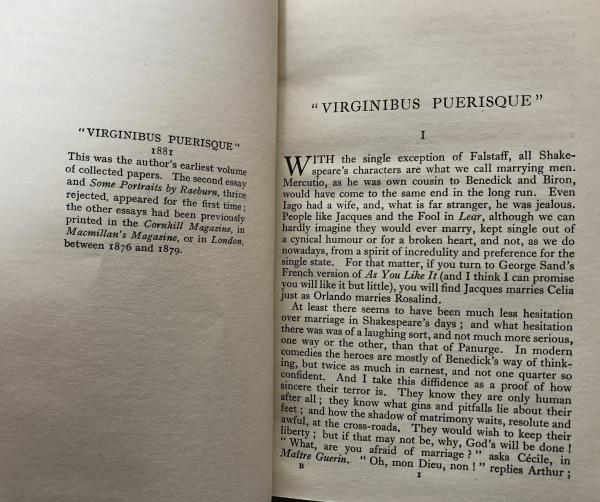 "VIRGINIBUS PUERISQUE"
1881
This was the author's earliest volume
of collected papers. The second essay
and Some Portraits by Raeburn, thrice
rejected, appeared for the first time;
the other essays had been previously
printed in the Cornhill Magazine, in
Macmillan's Magazine, or in London,
between 1876 and 1879.
"VIRGINIBUS PUERISQUE"
I
WITH the single exception of Falstaff, all Shake-
speare's characters are what we call marrying men.
Mercutio, as he was own cousin to Benedick and Biron,
would have come to the same end in the long run. Even
Iago had a wife, and, what is far stranger, he was jealous.
People like Jacques and the Fool in Lear, although we can
hardly imagine they would ever marry, kept single out of
a cynical humour or for a broken heart, and not, as we do
nowadays, from a spirit of incredulity and preference for the
single state. For that matter, if you turn to George Sand's
French version of As You Like It (and I think I can promise
you will like it but little), you will find Jacques marries Celia
just as Orlando marries Rosalind.
At least there seems to have been much less hesitation
over marriage in Shakespeare's days; and what hesitation
there was was of a laughing sort, and not much more serious,
one way or the other, than that of Panurge. In modern
comedies the heroes are mostly of Benedick's way of think-
ing, but twice as much in earnest, and not one quarter so
confident. And I take this diffidence as a proof of how
sincere their terror is. They know they are only human
after all; they know what gins and pitfalls lie about their
feet; and how the shadow of matrimony waits, resolute and
awful, at the cross-roads. They would wish to keep their
liberty; but if that may not be, why, God's will be done!
"What, are you afraid of marriage?" asks Cécile, in
Maître Guerin. "Oh, mon Dieu, non!" replies Arthur;
B
I